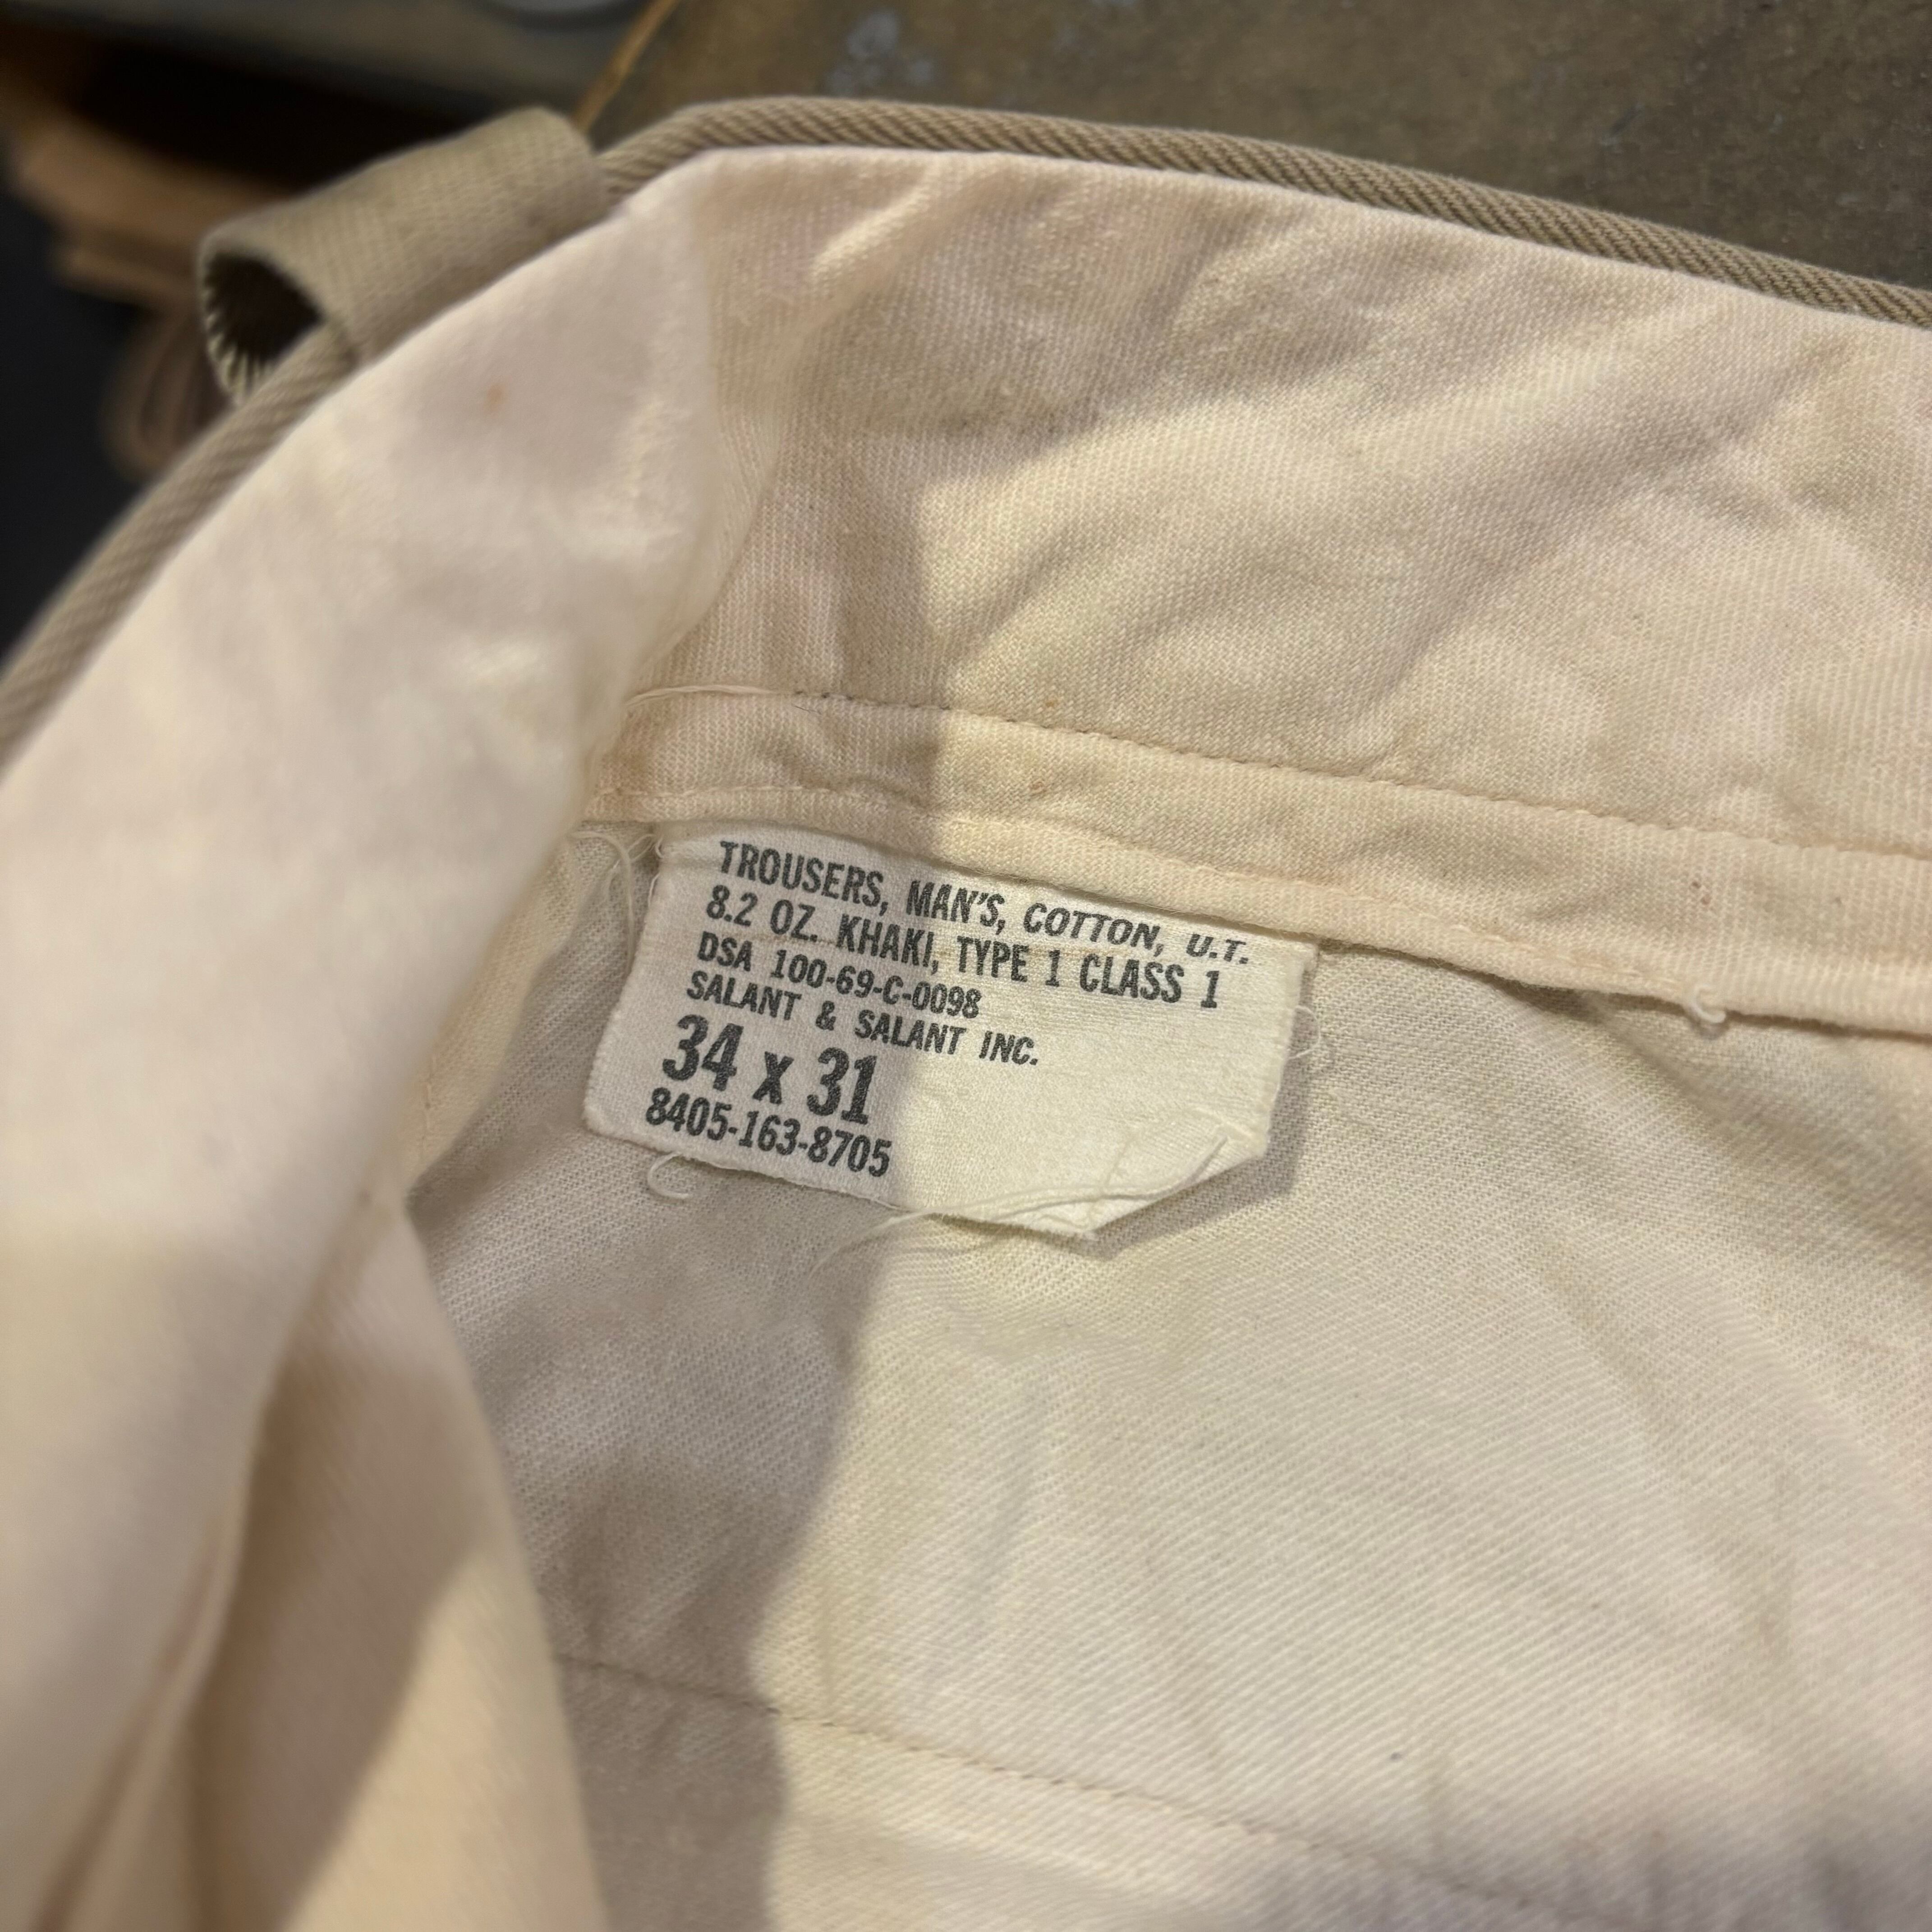 TROUSERS, MAN'S, COTTON, U.T.
8.2 OZ. KHAKI, TYPE 1 CLASS 1
DSA 100-69-C-0098
SALANT & SALANT INC.
34 x 31
8405-163-8705